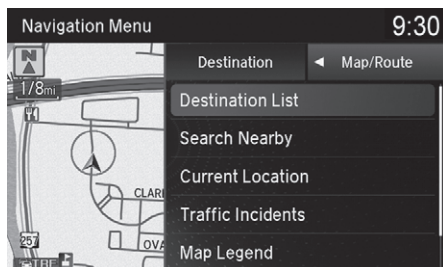 Navigation Menu
9:30
N
Destination
◄ Map/Route
1/8mi
Destination List
Search Nearby
Current Location
CLAR
Traffic Incidents
257
OVA
Map Legend